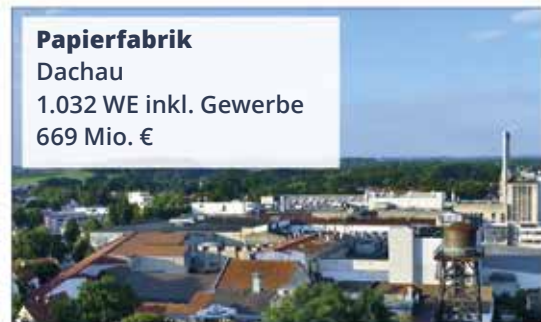 Papierfabrik
Dachau
1.032 WE inkl. Gewerbe
669 Mio. €